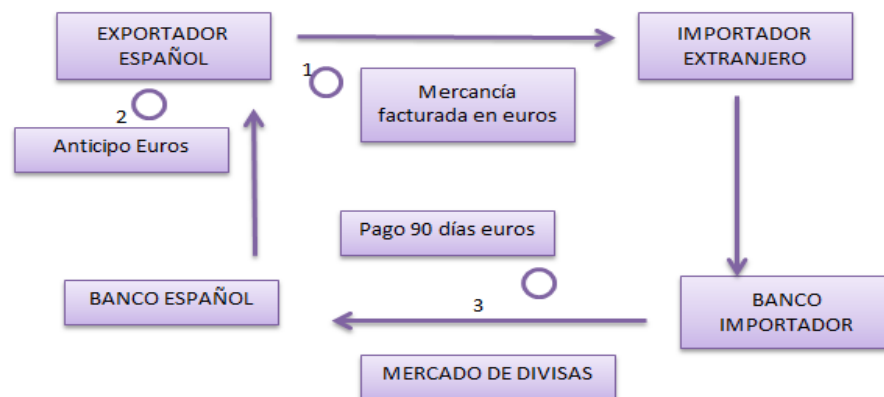 EXPORTADOR
ESPAÑOL
IMPORTADOR
EXTRANJERO
1
Mercancía
facturada en euros
2
Anticipo Euros
Pago 90 días euros
BANCO ESPAÑOL
3
BANCO
IMPORTADOR
MERCADO DE DIVISAS